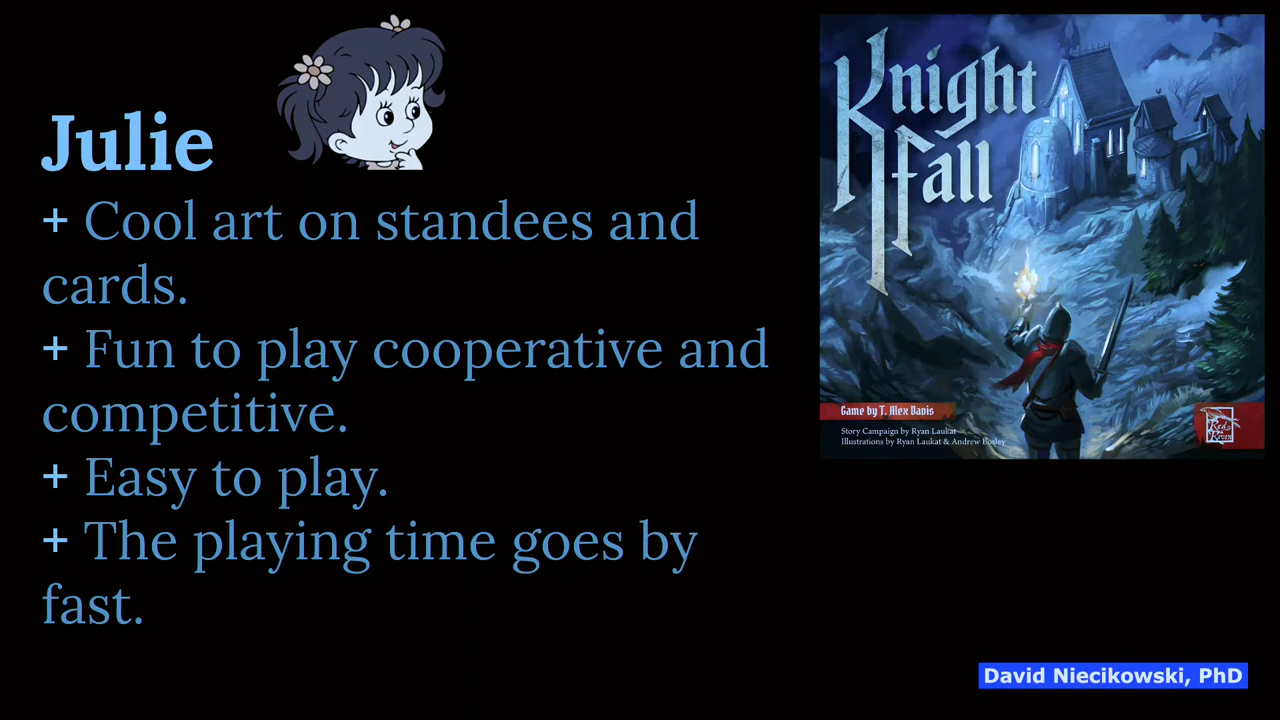 Julie
+ Cool art on standees and
cards.
+ Fun to play cooperative and
competitive.
+ Easy to play.
+ The playing time goes by
fast.
Knight
Fall
Game by T. Alex Davis
Story Campaign by Ryan Laukat
Illustrations by Ryan Laukat & Andrew Bosley
Red
Raven
David Niecikowski, PhD